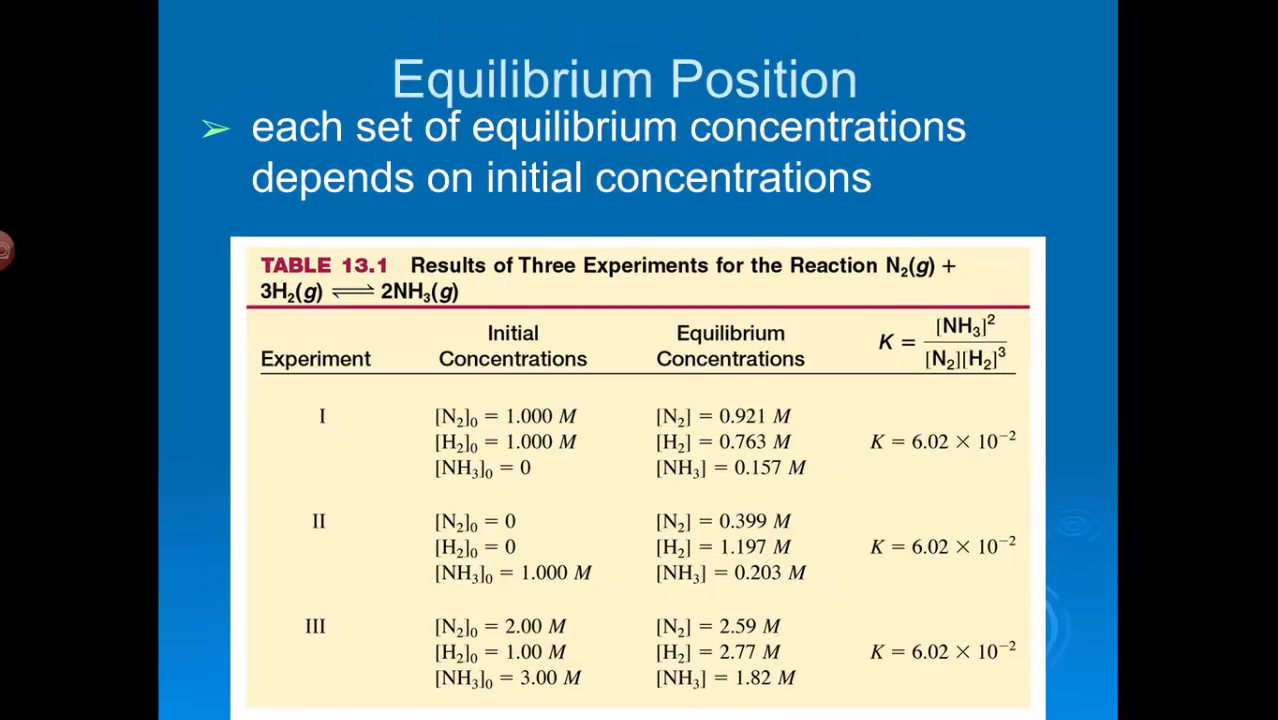 Equilibrium Position
➢ each set of equilibrium concentrations
depends on initial concentrations
TABLE 13.1 Results of Three Experiments for the Reaction N₂(g) +
3H₂(g) ⇌ 2NH₃(g)
Experiment Initial Concentrations Equilibrium Concentrations K = [NH₃]² / [N₂][H₂]³
I [N₂]₀ = 1.000 M [N₂] = 0.921 M
[H₂]₀ = 1.000 M [H₂] = 0.763 M K = 6.02 × 10⁻²
[NH₃]₀ = 0 [NH₃] = 0.157 M
II [N₂]₀ = 0 [N₂] = 0.399 M
[H₂]₀ = 0 [H₂] = 1.197 M K = 6.02 × 10⁻²
[NH₃]₀ = 1.000 M [NH₃] = 0.203 M
III [N₂]₀ = 2.00 M [N₂] = 2.59 M
[H₂]₀ = 1.00 M [H₂] = 2.77 M K = 6.02 × 10⁻²
[NH₃]₀ = 3.00 M [NH₃] = 1.82 M